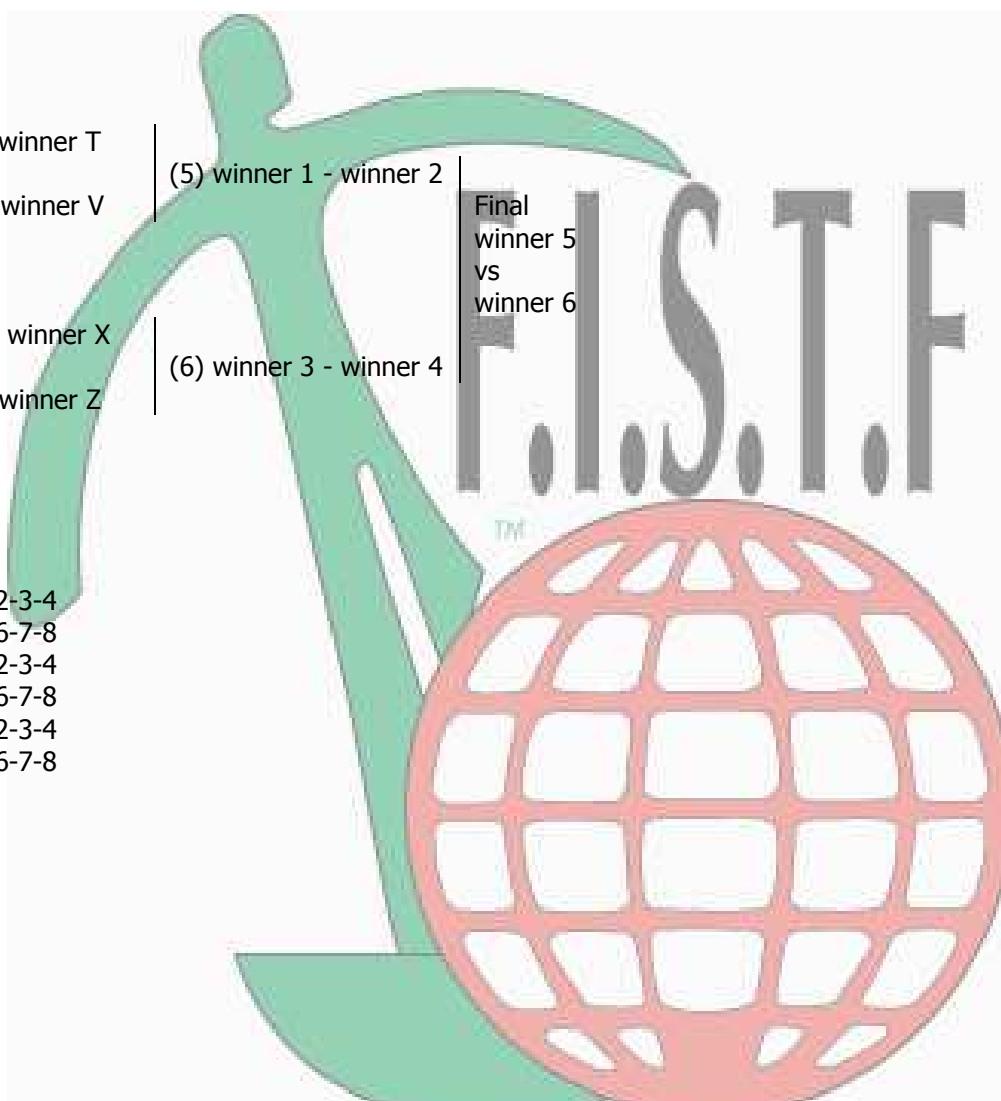 winner T
(5) winner 1 - winner 2
winner V
Final
winner 5
vs
winner 6
winner X
(6) winner 3 - winner 4
winner Z
F.I.S.T.F
TM
2-3-4
6-7-8
2-3-4
6-7-8
2-3-4
6-7-8